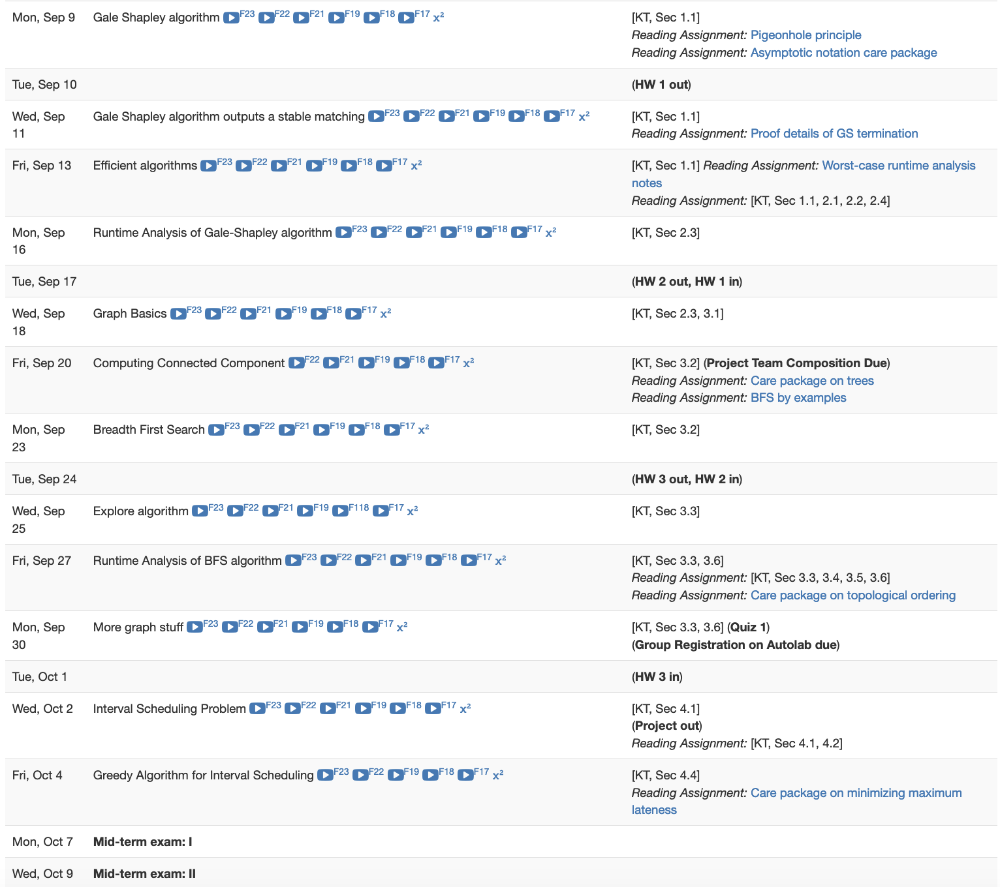 Mon, Sep 9 Gale Shapley algorithm F23 F22 F21 F19 F18 F17 x² [KT, Sec 1.1]
Reading Assignment: Pigeonhole principle
Reading Assignment: Asymptotic notation care package
Tue, Sep 10 (HW 1 out)
Wed, Sep 11 Gale Shapley algorithm outputs a stable matching F23 F22 F21 F19 F18 F17 x² [KT, Sec 1.1]
Reading Assignment: Proof details of GS termination
Fri, Sep 13 Efficient algorithms F23 F22 F21 F19 F18 F17 x² [KT, Sec 1.1] Reading Assignment: Worst-case runtime analysis
notes
Reading Assignment: [KT, Sec 1.1, 2.1, 2.2, 2.4]
Mon, Sep 16 Runtime Analysis of Gale-Shapley algorithm F23 F22 F21 F19 F18 F17 x² [KT, Sec 2.3]
Tue, Sep 17 (HW 2 out, HW 1 in)
Wed, Sep 18 Graph Basics F23 F22 F21 F19 F18 F17 x² [KT, Sec 2.3, 3.1]
Fri, Sep 20 Computing Connected Component F22 F21 F19 F18 F17 x² [KT, Sec 3.2] (Project Team Composition Due)
Reading Assignment: Care package on trees
Reading Assignment: BFS by examples
Mon, Sep 23 Breadth First Search F23 F22 F21 F19 F18 F17 x² [KT, Sec 3.2]
Tue, Sep 24 (HW 3 out, HW 2 in)
Wed, Sep 25 Explore algorithm F23 F22 F21 F19 F118 F17 x² [KT, Sec 3.3]
Fri, Sep 27 Runtime Analysis of BFS algorithm F23 F22 F21 F19 F18 F17 x² [KT, Sec 3.3, 3.6]
Reading Assignment: [KT, Sec 3.3, 3.4, 3.5, 3.6]
Reading Assignment: Care package on topological ordering
Mon, Sep 30 More graph stuff F23 F22 F21 F19 F18 F17 x² [KT, Sec 3.3, 3.6] (Quiz 1)
(Group Registration on Autolab due)
Tue, Oct 1 (HW 3 in)
Wed, Oct 2 Interval Scheduling Problem F23 F22 F21 F19 F18 F17 x² [KT, Sec 4.1]
(Project out)
Reading Assignment: [KT, Sec 4.1, 4.2]
Fri, Oct 4 Greedy Algorithm for Interval Scheduling F23 F22 F19 F18 F17 x² [KT, Sec 4.4]
Reading Assignment: Care package on minimizing maximum
lateness
Mon, Oct 7 Mid-term exam: I
Wed, Oct 9 Mid-term exam: II